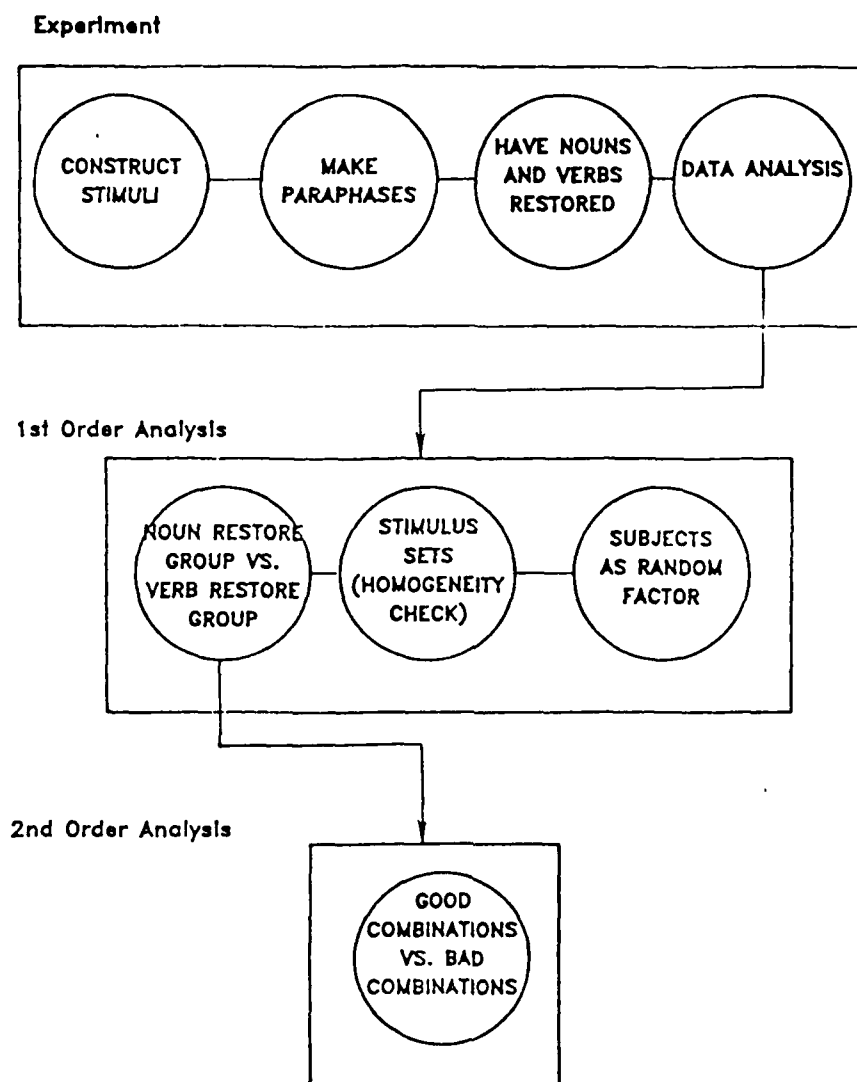 Experiment
CONSTRUCT
STIMULI
MAKE
PARAPHASES
HAVE NOUNS
AND VERBS
RESTORED
DATA ANALYSIS
1st Order Analysis
NOUN RESTORE
GROUP VS.
VERB RESTORE
GROUP
STIMULUS
SETS
(HOMOGENEITY
CHECK)
SUBJECTS
AS RANDOM
FACTOR
2nd Order Analysis
GOOD
COMBINATIONS
VS. BAD
COMBINATIONS